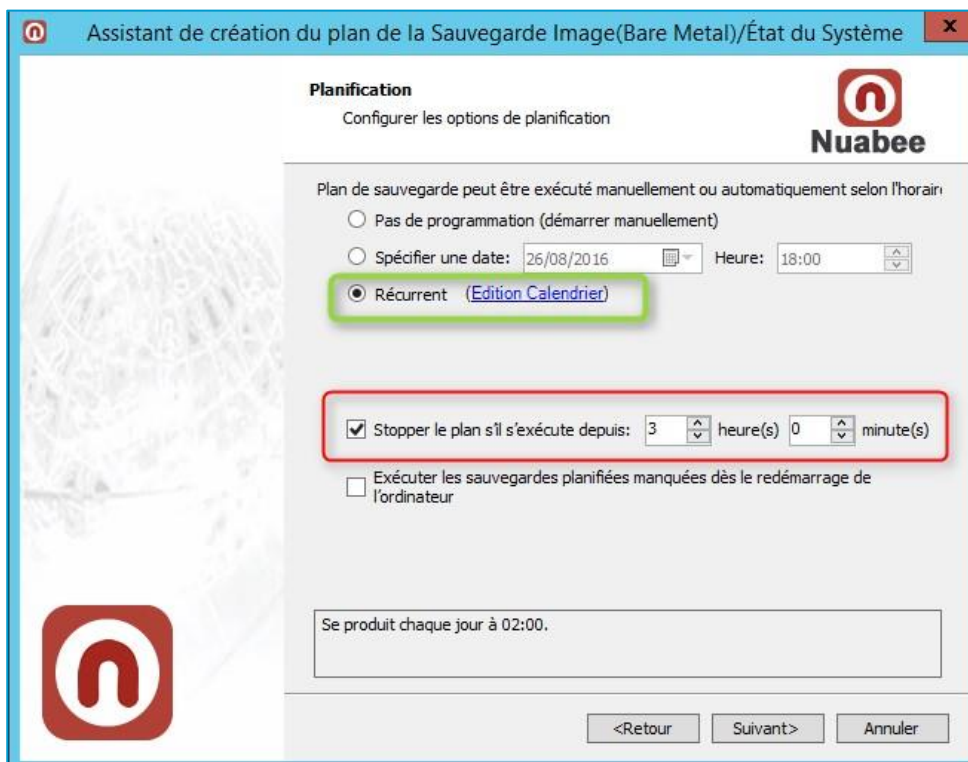 Assistant de création du plan de la Sauvegarde Image(Bare Metal)/État du Système
x
Planification
Configurer les options de planification
Nuabee
Plan de sauvegarde peut être exécuté manuellement ou automatiquement selon l'horair
Pas de programmation (démarrer manuellement)
Spécifier une date: 26/08/2016 Heure: 18:00
Récurrent (Edition Calendrier)
Stopper le plan s'il s'exécute depuis: 3 heure(s) 0 minute(s)
Exécuter les sauvegardes planifiées manquées dès le redémarrage de
l'ordinateur
Se produit chaque jour à 02:00.
<Retour Suivant> Annuler